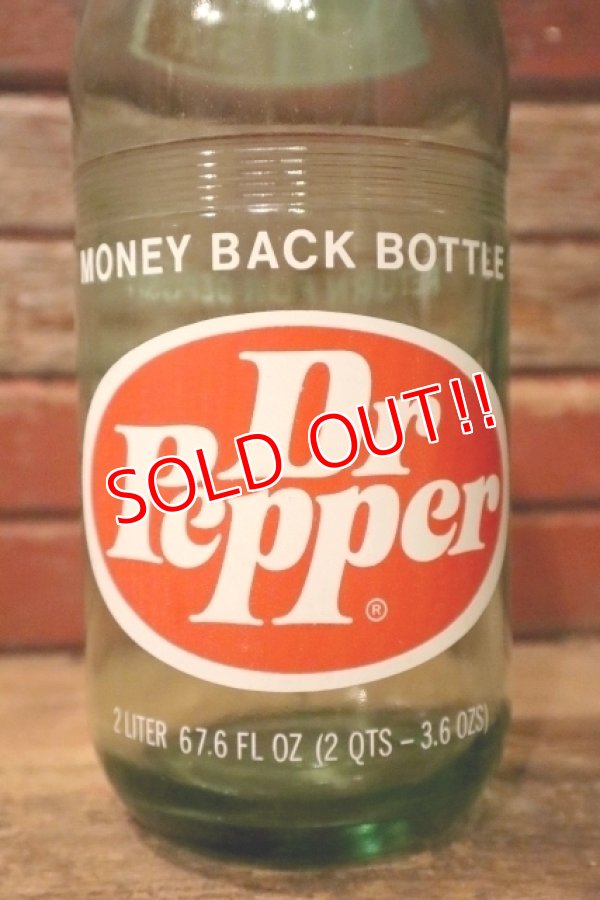 MONEY BACK BOTTLE
Dr
Pepper
®
SOLD OUT!!
2 LITER 67.6 FL OZ (2 QTS – 3.6 OZS)